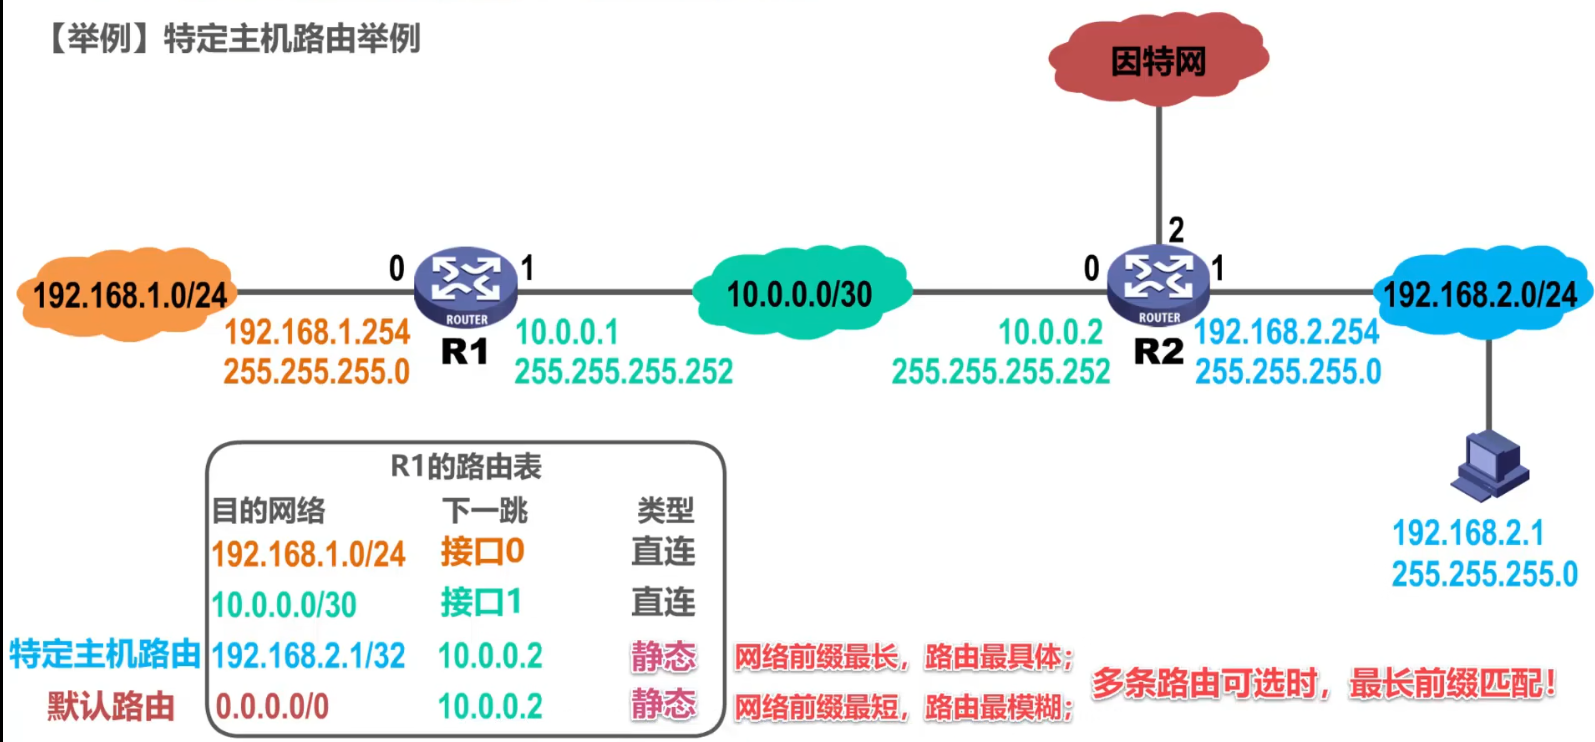 【举例】特定主机路由举例
因特网
2
0
1
0
1
192.168.1.0/24
ROUTER
10.0.0.0/30
ROUTER
192.168.2.0/24
192.168.1.254
255.255.255.0
R1
10.0.0.1
255.255.255.252
10.0.0.2
255.255.255.252
R2
192.168.2.254
255.255.255.0
192.168.2.1
255.255.255.0
R1的路由表
目的网络 下一跳 类型
192.168.1.0/24 接口0 直连
10.0.0.0/30 接口1 直连
特定主机路由 192.168.2.1/32 10.0.0.2 静态 网络前缀最长，路由最具体；
默认路由 0.0.0.0/0 10.0.0.2 静态 网络前缀最短，路由最模糊；
多条路由可选时，最长前缀匹配！